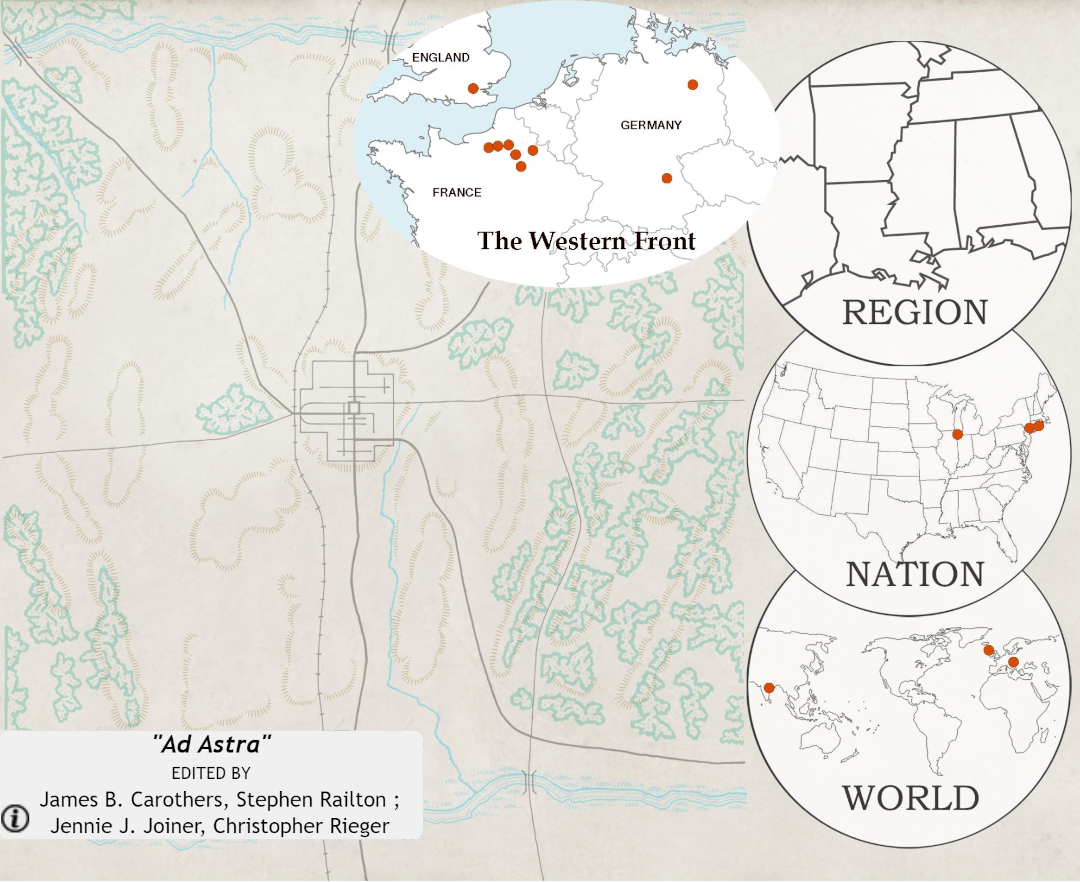 ENGLAND
GERMANY
FRANCE
The Western Front
REGION
NATION
WORLD
"Ad Astra"
EDITED BY
James B. Carothers, Stephen Railton ;
Jennie J. Joiner, Christopher Rieger
i